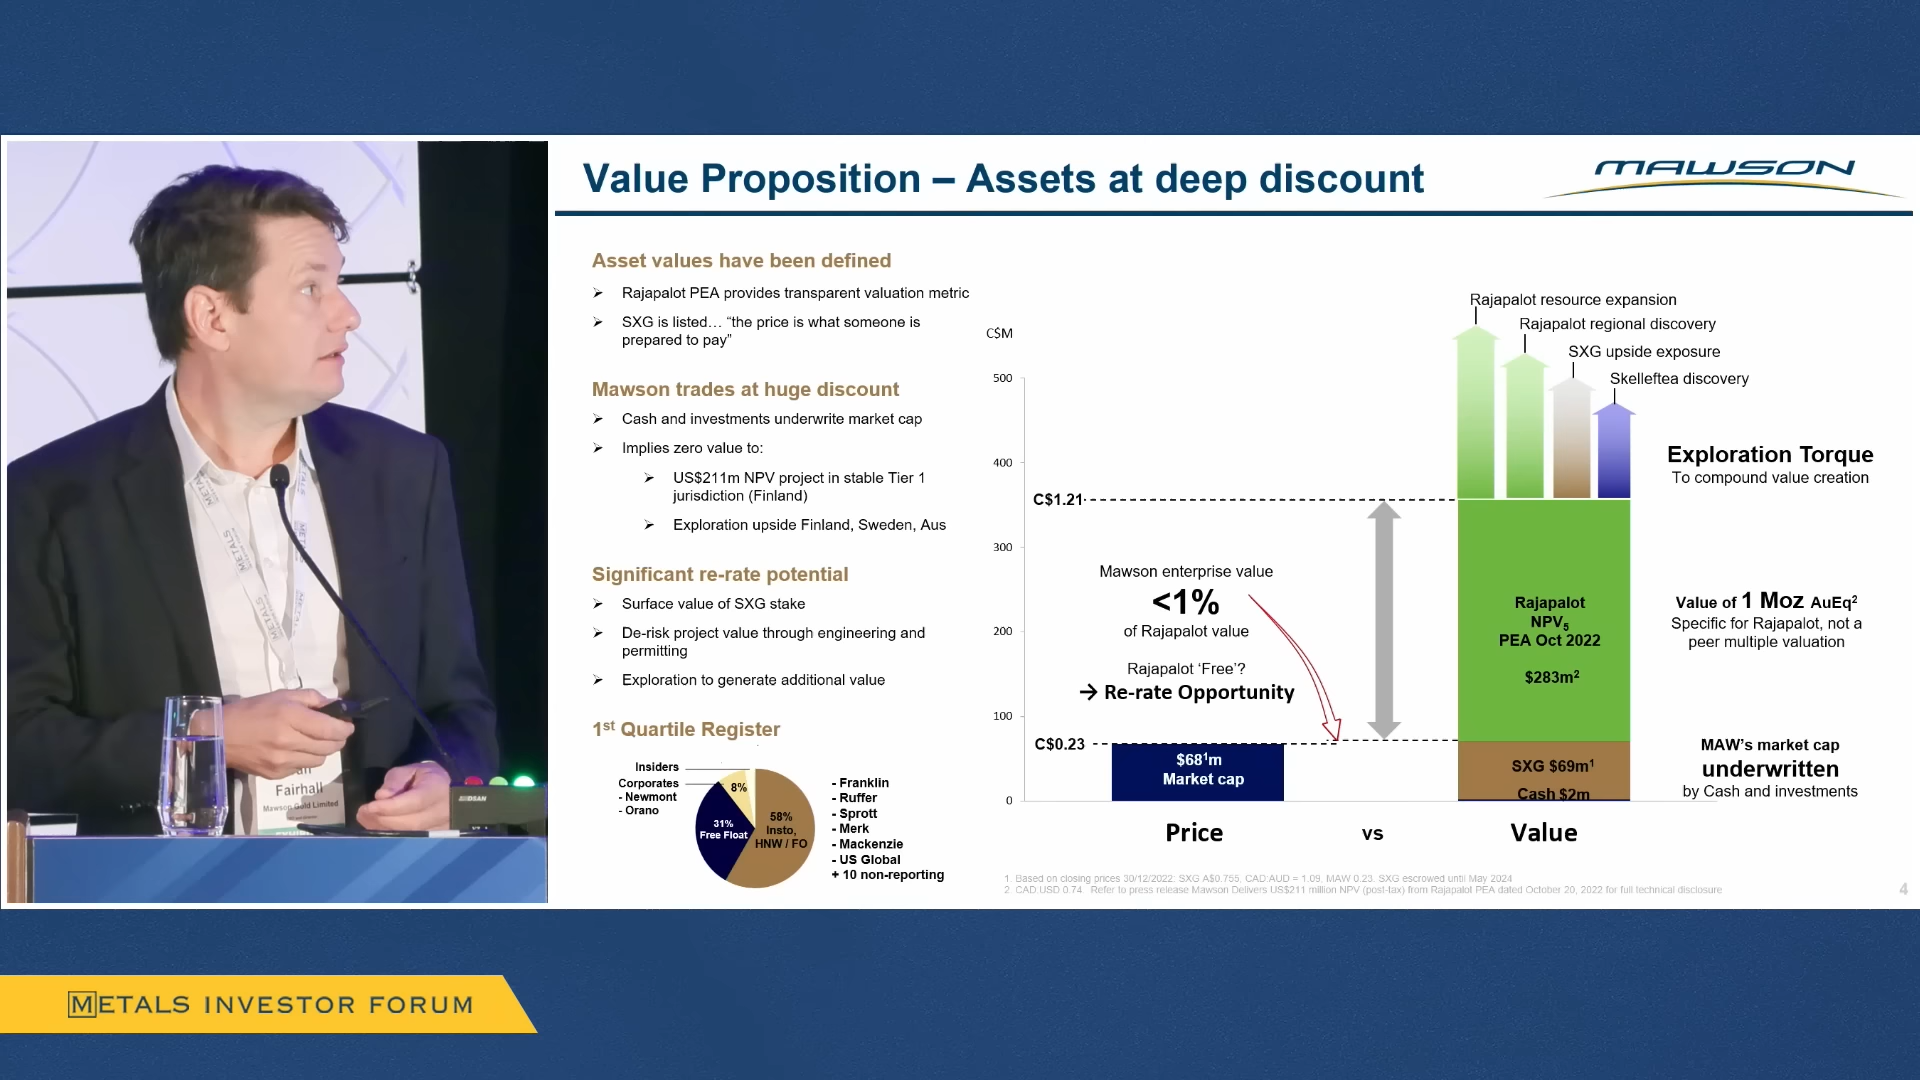 Value Proposition – Assets at deep discount
MAWSON
Asset values have been defined
Rajapalot PEA provides transparent valuation metric
SXG is listed… “the price is what someone is
prepared to pay”
Mawson trades at huge discount
Cash and investments underwrite market cap
Implies zero value to:
US$211m NPV project in stable Tier 1
jurisdiction (Finland)
Exploration upside Finland, Sweden, Aus
Significant re-rate potential
Surface value of SXG stake
De-risk project value through engineering and
permitting
Exploration to generate additional value
1st Quartile Register
Insiders
Corporates
- Newmont
- Orano
8%
31%
Free Float
58%
Insto,
HNW / FO
- Franklin
- Ruffer
- Sprott
- Merk
- Mackenzie
- US Global
+ 10 non-reporting
C$M
500
400
300
200
100
0
C$1.21
C$0.23
Mawson enterprise value
<1%
of Rajapalot value
Rajapalot ‘Free’?
→ Re-rate Opportunity
$68¹m
Market cap
Price
vs
Value
Rajapalot resource expansion
Rajapalot regional discovery
SXG upside exposure
Skelleftea discovery
Rajapalot
NPV₅
PEA Oct 2022
$283m²
SXG $69m¹
Cash $2m
Exploration Torque
To compound value creation
Value of 1 Moz AuEq²
Specific for Rajapalot, not a
peer multiple valuation
MAW’s market cap
underwritten
by Cash and investments
1. Based on closing prices 30/12/2022: SXG A$0.755, CAD:AUD = 1.09, MAW 0.23. SXG escrowed until May 2024
2. CAD:USD 0.74 Refer to press release Mawson Delivers US$211 million NPV (post-tax) from Rajapalot PEA dated October 20, 2022 for full technical disclosure
4
METALS
METALS
METALS
Fairhall
Mawson Gold Limited
METALS INVESTOR FORUM